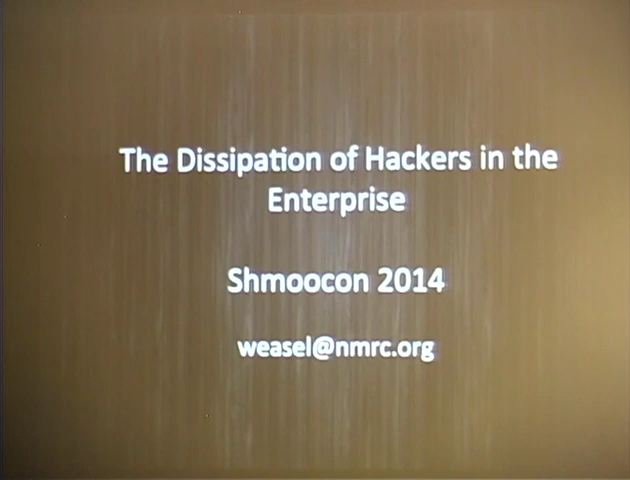 The Dissipation of Hackers in the
Enterprise
Shmoocon 2014
weasel@nmrc.org